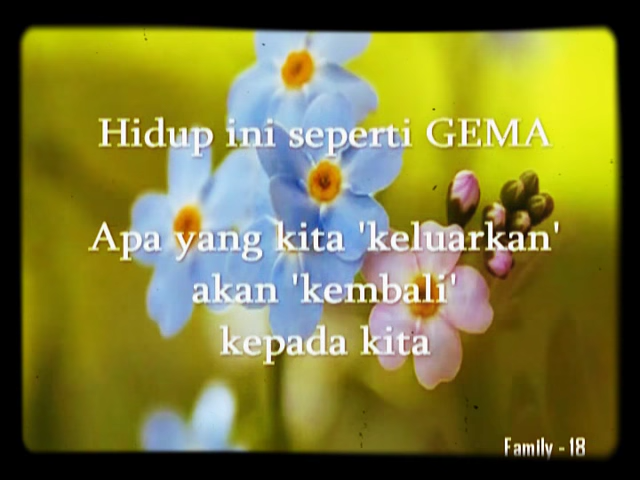 Hidup ini seperti GEMA
Apa yang kita 'keluarkan'
akan 'kembali'
kepada kita
Family - 18